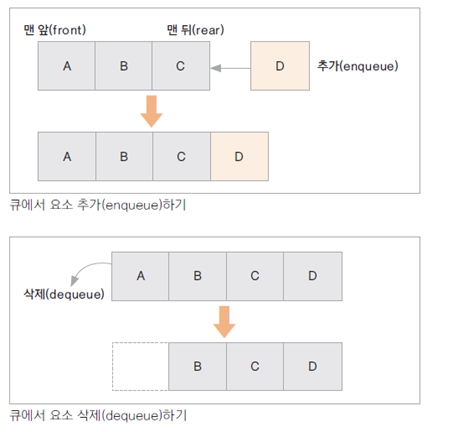 맨 앞(front) 맨 뒤(rear)
A B C D 추가(enqueue)
A B C D
큐에서 요소 추가(enqueue)하기
A B C D
삭제(dequeue)
B C D
큐에서 요소 삭제(dequeue)하기